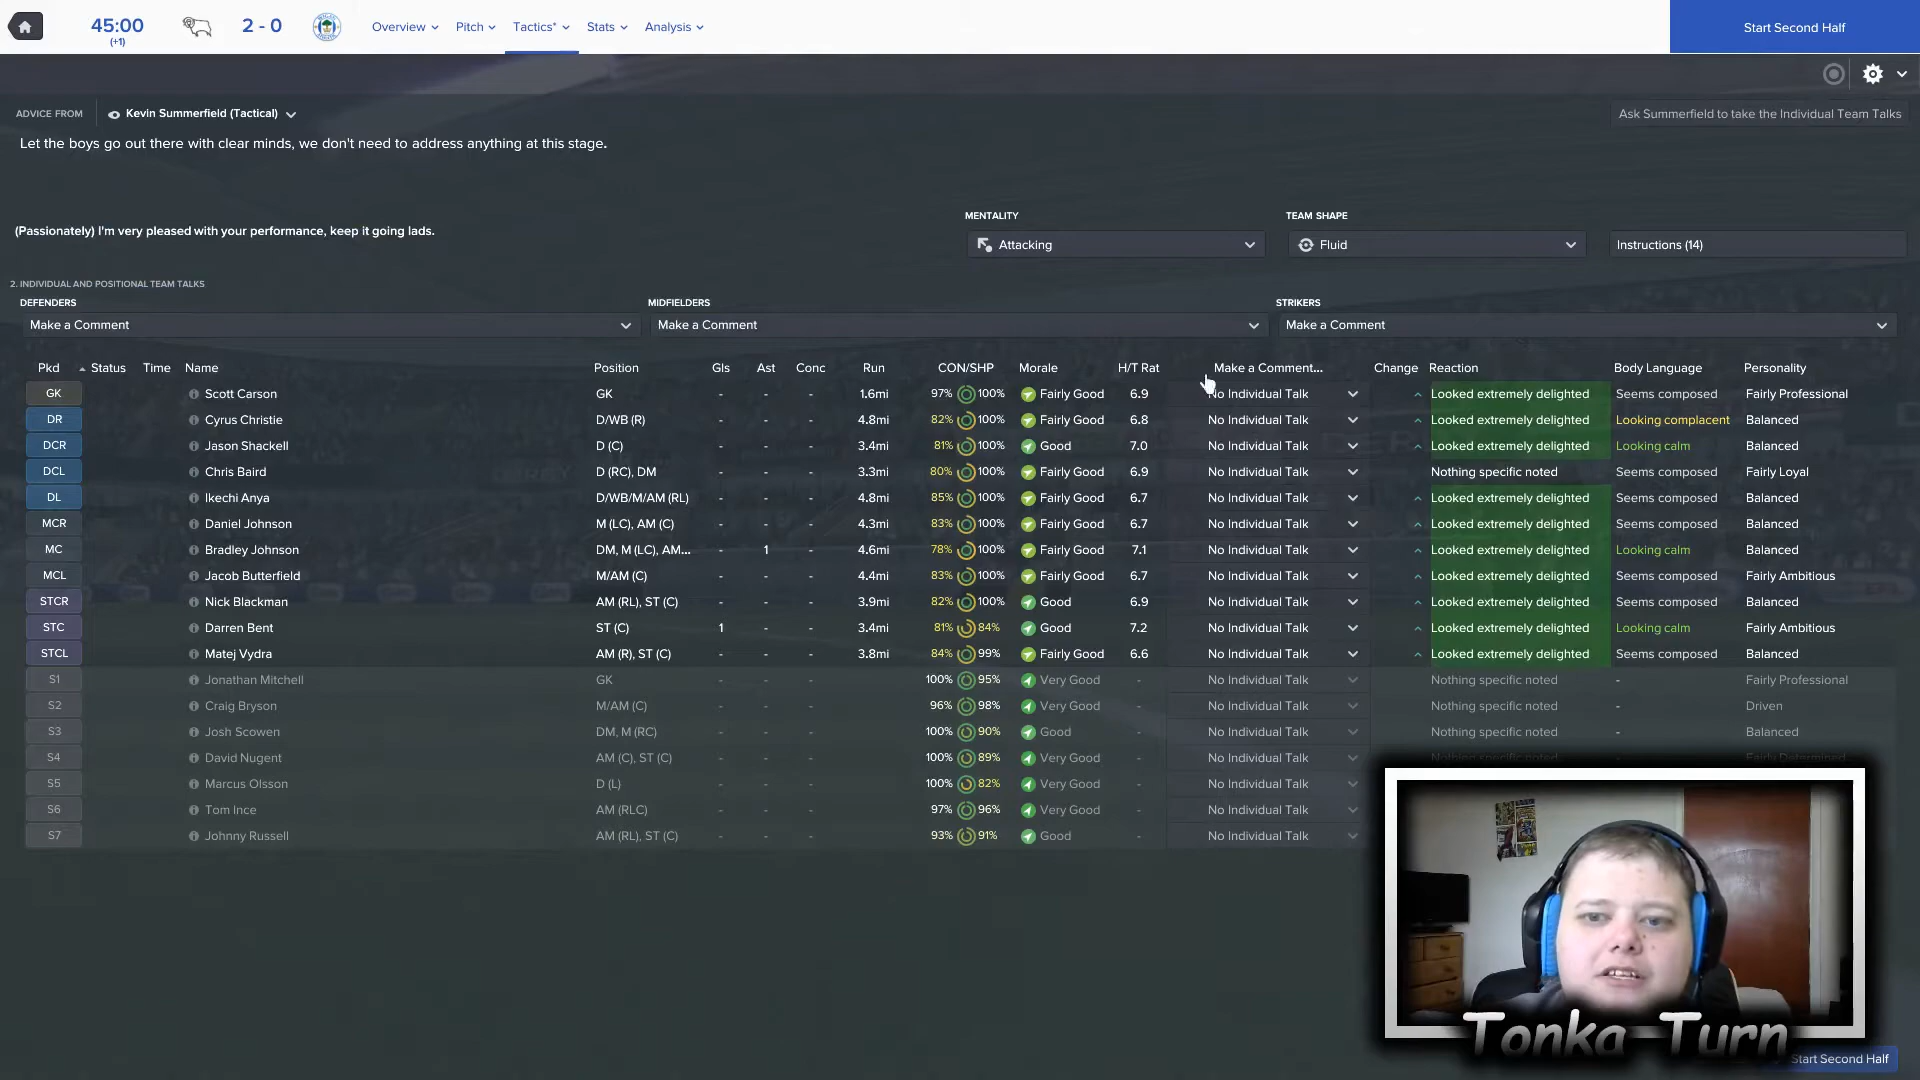 45:00
(+1)
2 - 0
Overview Pitch Tactics* Stats Analysis
Start Second Half
ADVICE FROM Kevin Summerfield (Tactical) Ask Summerfield to take the Individual Team Talks
Let the boys go out there with clear minds, we don't need to address anything at this stage.
MENTALITY TEAM SHAPE
(Passionately) I'm very pleased with your performance, keep it going lads.
Attacking Fluid Instructions (14)
2. INDIVIDUAL AND POSITIONAL TEAM TALKS
DEFENDERS MIDFIELDERS STRIKERS
Make a Comment Make a Comment Make a Comment
Pkd Status Time Name Position Gls Ast Conc Run CON/SHP Morale H/T Rat Make a Comment... Change Reaction Body Language Personality
GK Scott Carson GK - - - 1.6mi 97% 100% Fairly Good 6.9 No Individual Talk Looked extremely delighted Seems composed Fairly Professional
DR Cyrus Christie D/WB (R) - - - 4.8mi 82% 100% Fairly Good 6.8 No Individual Talk Looked extremely delighted Looking complacent Balanced
DCR Jason Shackell D (C) - - - 3.4mi 81% 100% Good 7.0 No Individual Talk Looked extremely delighted Looking calm Balanced
DCL Chris Baird D (RC), DM - - - 3.3mi 80% 100% Fairly Good 6.9 No Individual Talk Nothing specific noted Seems composed Fairly Loyal
DL Ikechi Anya D/WB/M/AM (RL) - - - 4.8mi 85% 100% Fairly Good 6.7 No Individual Talk Looked extremely delighted Seems composed Balanced
MCR Daniel Johnson M (LC), AM (C) - - - 4.3mi 83% 100% Fairly Good 6.7 No Individual Talk Looked extremely delighted Seems composed Balanced
MC Bradley Johnson DM, M (LC), AM... - 1 - 4.6mi 78% 100% Fairly Good 7.1 No Individual Talk Looked extremely delighted Looking calm Balanced
MCL Jacob Butterfield M/AM (C) - - - 4.4mi 83% 100% Fairly Good 6.7 No Individual Talk Looked extremely delighted Seems composed Fairly Ambitious
STCR Nick Blackman AM (RL), ST (C) - - - 3.9mi 82% 100% Good 6.9 No Individual Talk Looked extremely delighted Seems composed Balanced
STC Darren Bent ST (C) 1 - - 3.4mi 81% 84% Good 7.2 No Individual Talk Looked extremely delighted Looking calm Fairly Ambitious
STCL Matej Vydra AM (R), ST (C) - - - 3.8mi 84% 99% Fairly Good 6.6 No Individual Talk Looked extremely delighted Seems composed Balanced
S1 Jonathan Mitchell GK - - - 100% 95% Very Good - No Individual Talk Nothing specific noted - Fairly Professional
S2 Craig Bryson M/AM (C) - - - 96% 98% Very Good - No Individual Talk Nothing specific noted - Driven
S3 Josh Scowen DM, M (RC) - - - 100% 90% Good - No Individual Talk Nothing specific noted - Balanced
S4 David Nugent AM (C), ST (C) - - - 100% 89% Very Good - No Individual Talk Nothing specific noted - Fairly Determined
S5 Marcus Olsson D (L) - - - 100% 82% Very Good - No Individual Talk
S6 Tom Ince AM (RLC) - - - 97% 96% Very Good - No Individual Talk
S7 Johnny Russell AM (RL), ST (C) - - - 93% 91% Good - No Individual Talk
Tonka Turn
Start Second Half